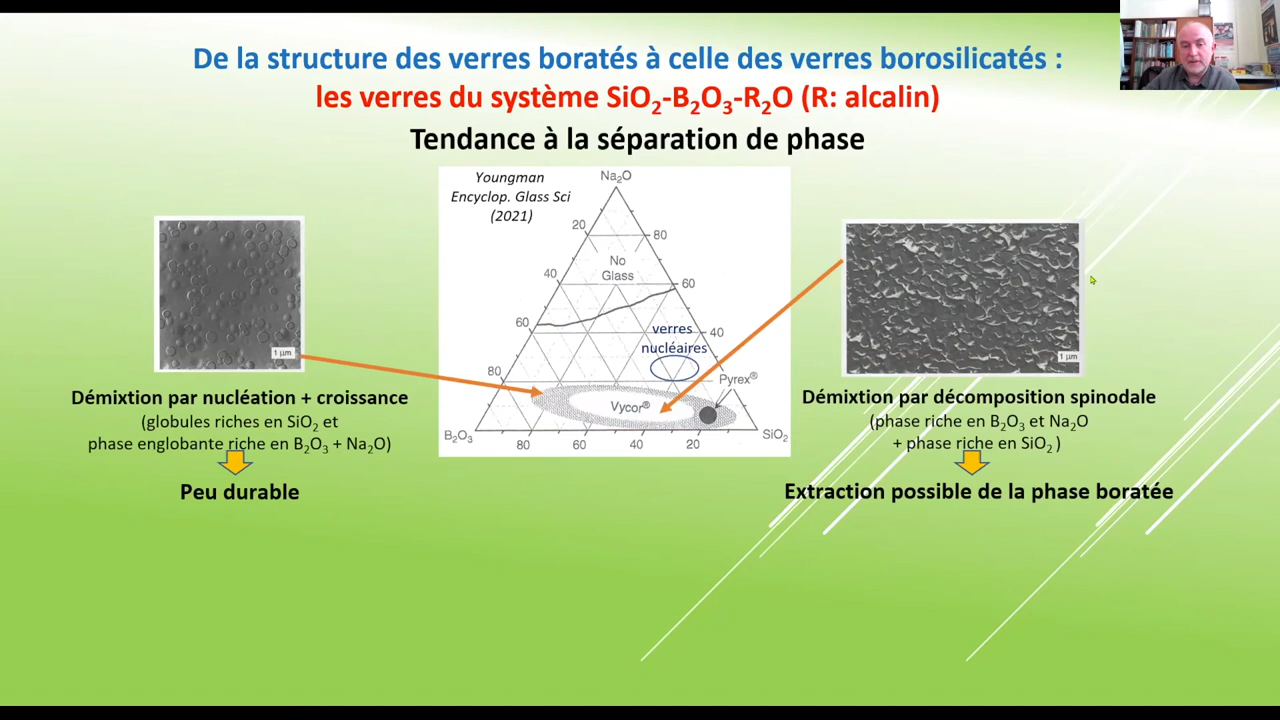 De la structure des verres boratés à celle des verres borosilicatés :
les verres du système SiO₂-B₂O₃-R₂O (R: alcalin)
Tendance à la séparation de phase
Youngman
Encyclop. Glass Sci
(2021)
Na₂O
20
80
No
Glass
40
60
60
40
verres
nucléaires
80
Pyrex®
Vycor®
B₂O₃
SiO₂
80
60
40
20
1 µm
Démixtion par nucléation + croissance
(globules riches en SiO₂ et
phase englobante riche en B₂O₃ + Na₂O)
Peu durable
1 µm
Démixtion par décomposition spinodale
(phase riche en B₂O₃ et Na₂O
+ phase riche en SiO₂ )
Extraction possible de la phase boratée